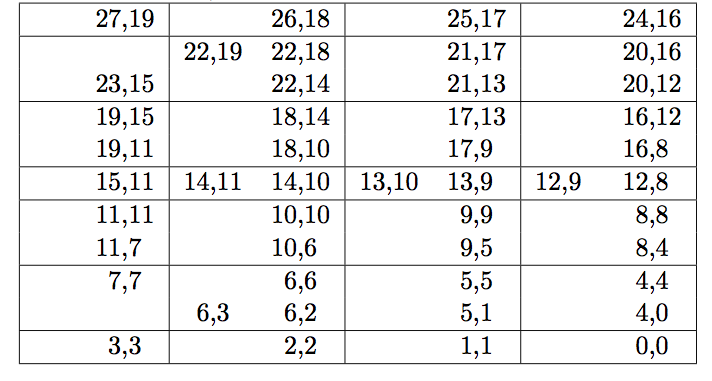 27,19 26,18 25,17 24,16
22,19 22,18 21,17 20,16
23,15 22,14 21,13 20,12
19,15 18,14 17,13 16,12
19,11 18,10 17,9 16,8
15,11 14,11 14,10 13,10 13,9 12,9 12,8
11,11 10,10 9,9 8,8
11,7 10,6 9,5 8,4
7,7 6,6 5,5 4,4
6,3 6,2 5,1 4,0
3,3 2,2 1,1 0,0